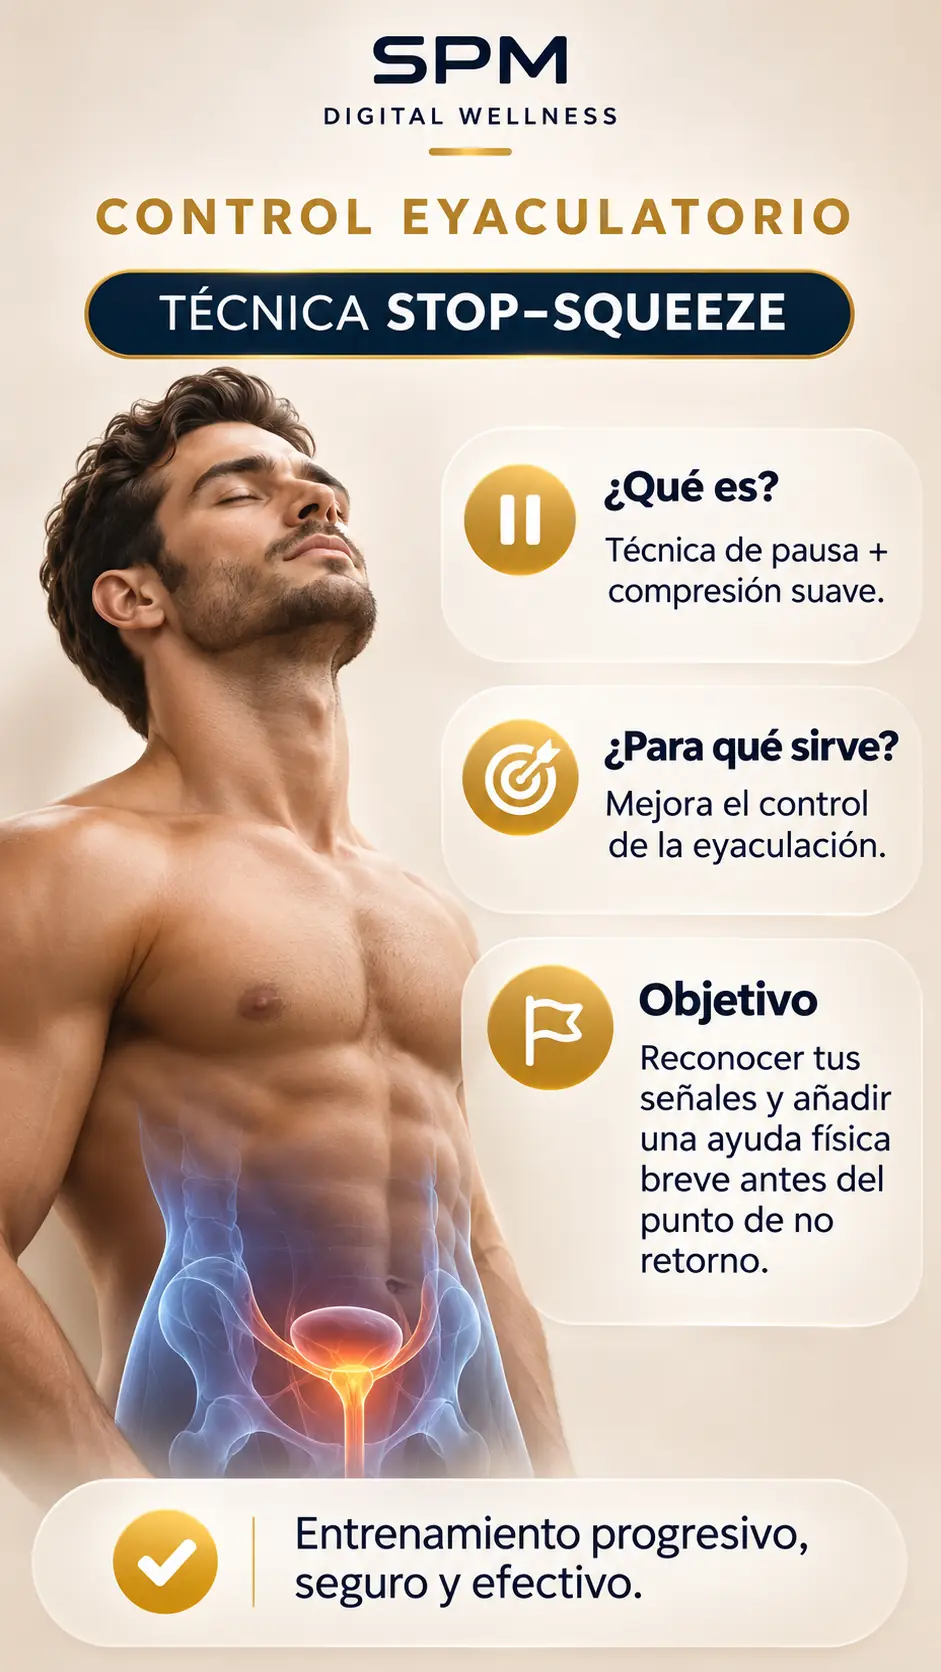 SPM
DIGITAL WELLNESS
CONTROL EYACULATORIO
TÉCNICA STOP-SQUEEZE
¿Qué es?
Técnica de pausa +
compresión suave.
¿Para qué sirve?
Mejora el control
de la eyaculación.
Objetivo
Reconocer tus
señales y añadir
una ayuda física
breve antes del
punto de no
retorno.
Entrenamiento progresivo,
seguro y efectivo.